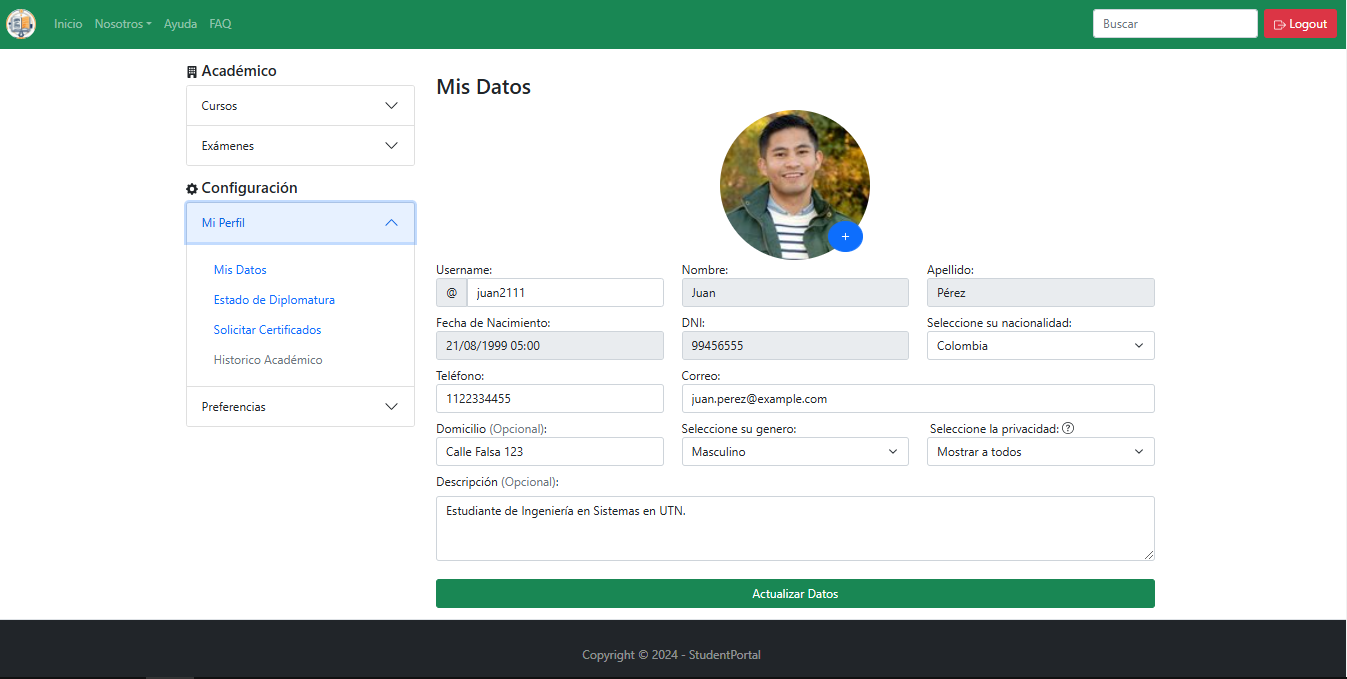 Inicio Nosotros Ayuda FAQ Buscar Logout
Académico
Cursos
Exámenes
Configuración
Mi Perfil
Mis Datos
Estado de Diplomatura
Solicitar Certificados
Historico Académico
Preferencias
Mis Datos
+
Username: Nombre: Apellido:
@ juan2111 Juan Pérez
Fecha de Nacimiento: DNI: Seleccione su nacionalidad:
21/08/1999 05:00 99456555 Colombia
Teléfono: Correo:
1122334455 juan.perez@example.com
Domicilio (Opcional): Seleccione su genero: Seleccione la privacidad: ?
Calle Falsa 123 Masculino Mostrar a todos
Descripción (Opcional):
Estudiante de Ingeniería en Sistemas en UTN.
Actualizar Datos
Copyright © 2024 - StudentPortal